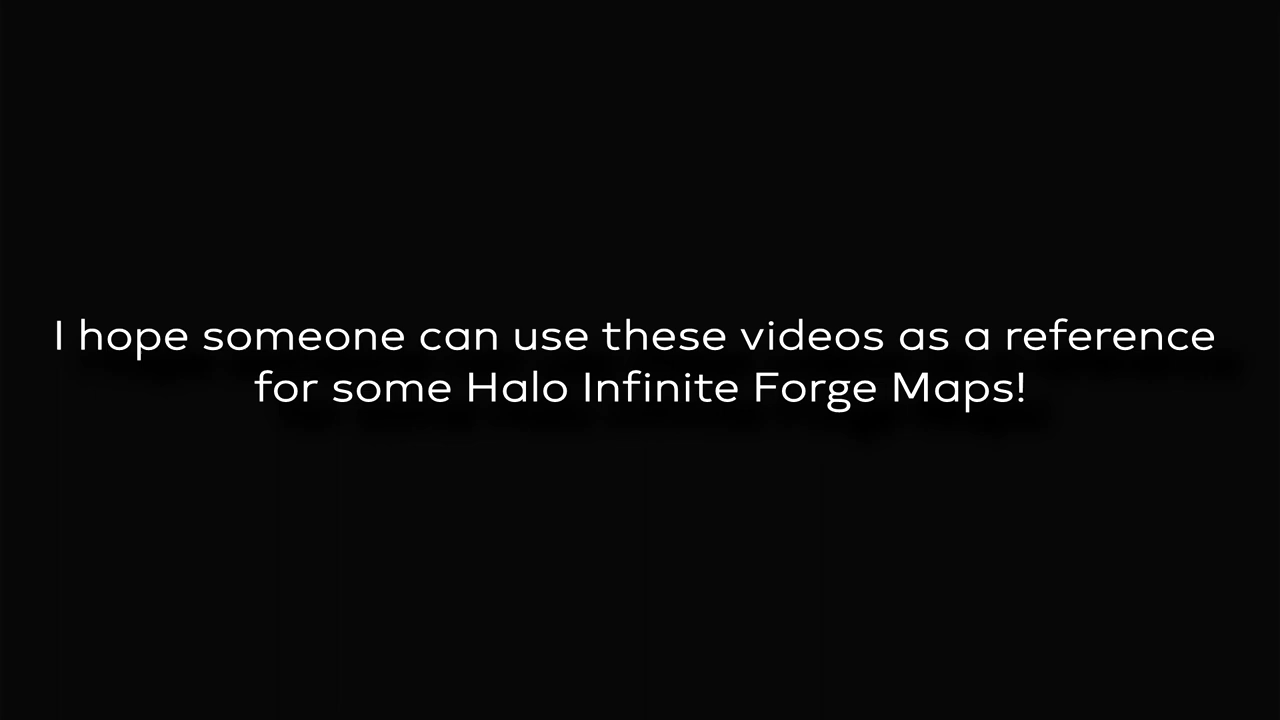 I hope someone can use these videos as a reference
for some Halo Infinite Forge Maps!